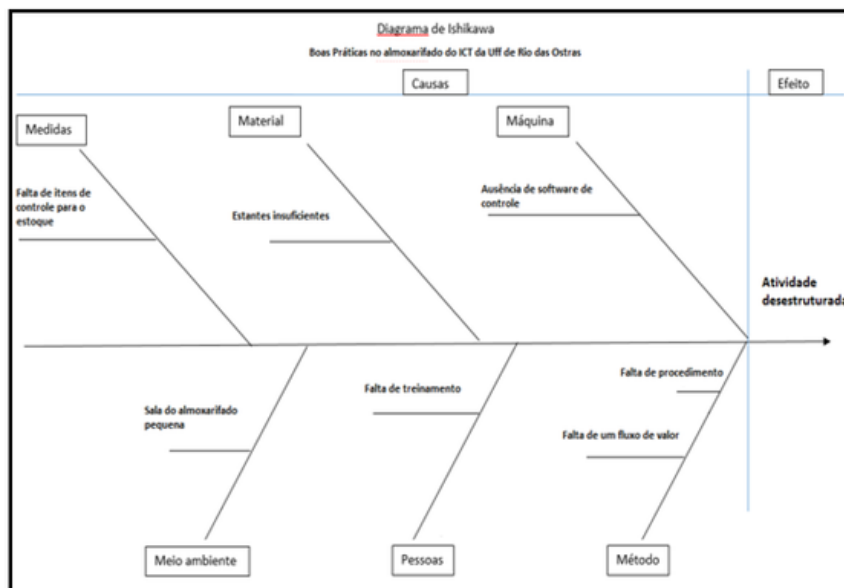 Diagrama de Ishikawa
Boas Práticas no almoxarifado do ICT da Uff de Rio das Ostras
Causas
Efeito
Medidas
Material
Máquina
Falta de itens de
controle para o
estoque
Estantes insuficientes
Ausência de software de
controle
Atividade
desestruturada
Sala do almoxarifado
pequena
Falta de treinamento
Falta de procedimento
Falta de um fluxo de valor
Meio ambiente
Pessoas
Método